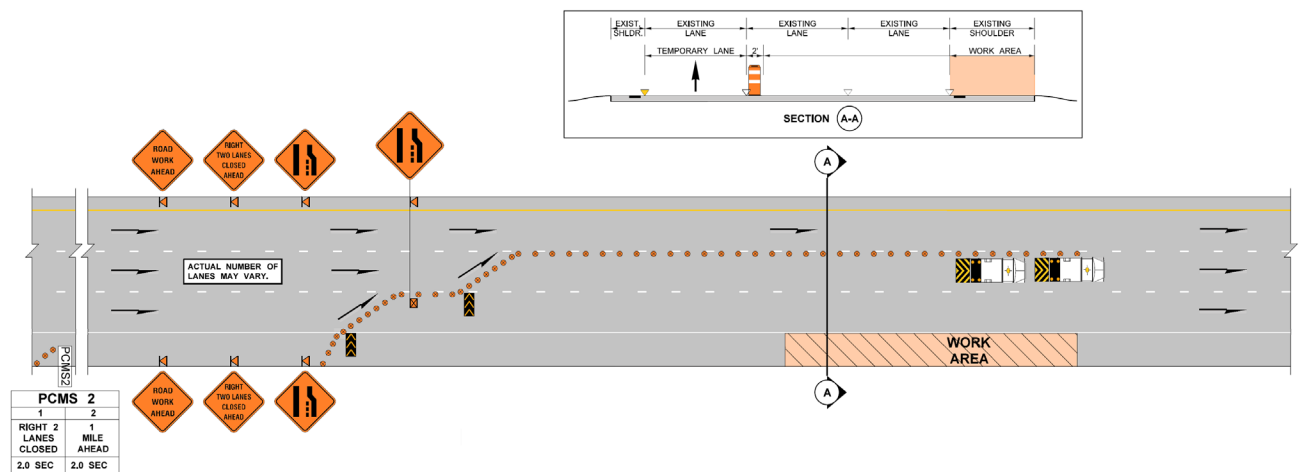 EXIST. SHLDR.
EXISTING LANE
EXISTING LANE
EXISTING LANE
EXISTING SHOULDER
TEMPORARY LANE
2'
WORK AREA
SECTION A-A
ROAD
WORK
AHEAD
RIGHT
TWO LANES
CLOSED
AHEAD
A
ACTUAL NUMBER OF
LANES MAY VARY.
WORK
AREA
PCMS2
ROAD
WORK
AHEAD
RIGHT
TWO LANES
CLOSED
AHEAD
A
PCMS 2
1 2
RIGHT 2 LANES CLOSED
1 MILE AHEAD
2.0 SEC 2.0 SEC